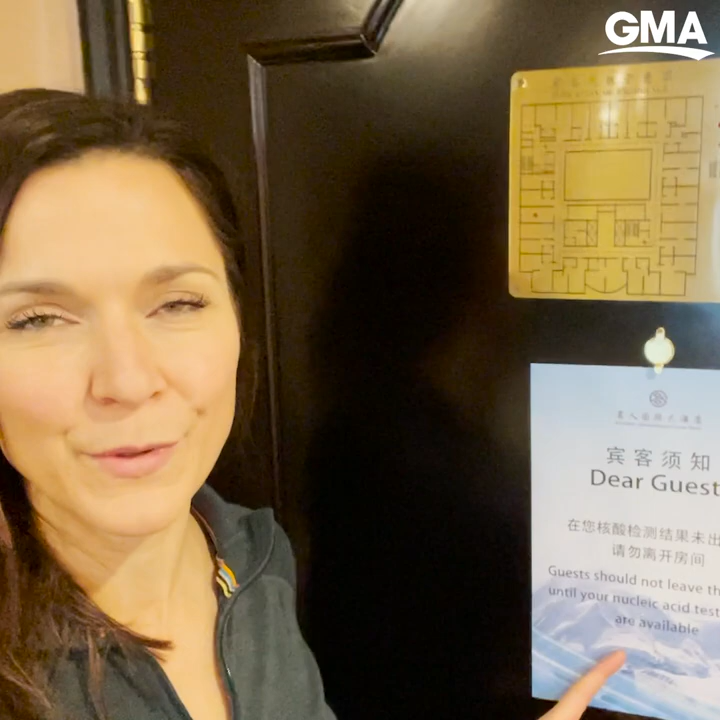 GMA
宾客须知
Dear Guest
在您核酸检测结果未出
请勿离开房间
Guests should not leave th
until your nucleic acid test
are available